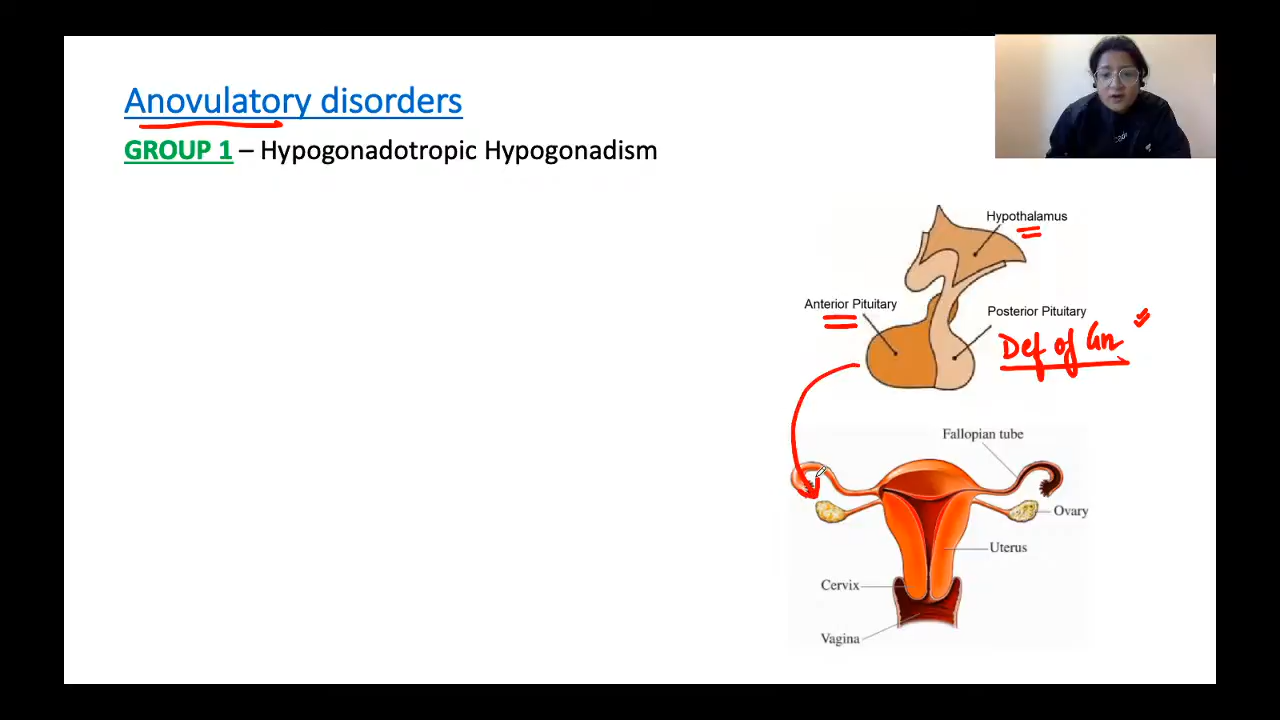 Anovulatory disorders
GROUP 1 – Hypogonadotropic Hypogonadism
Hypothalamus
Anterior Pituitary
Posterior Pituitary
Def of Gn
Fallopian tube
Ovary
Uterus
Cervix
Vagina